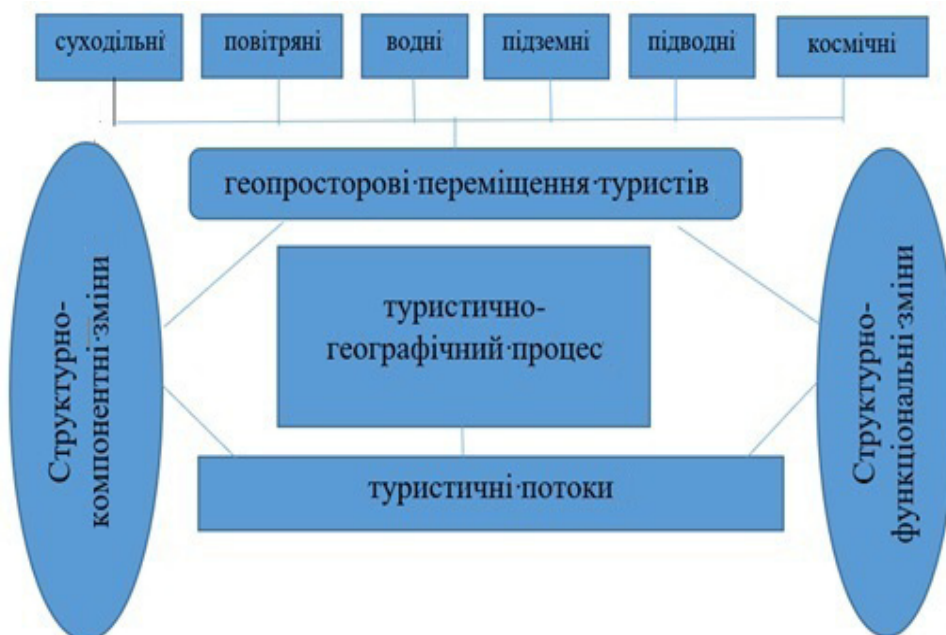 суходільні
повітряні
водні
підземні
підводні
космічні
геопросторові·переміщення·туристів
Структурно-
компонентні·зміни
туристично-
географічний·процес
Структурно-
функціональні·зміни
туристичні·потоки